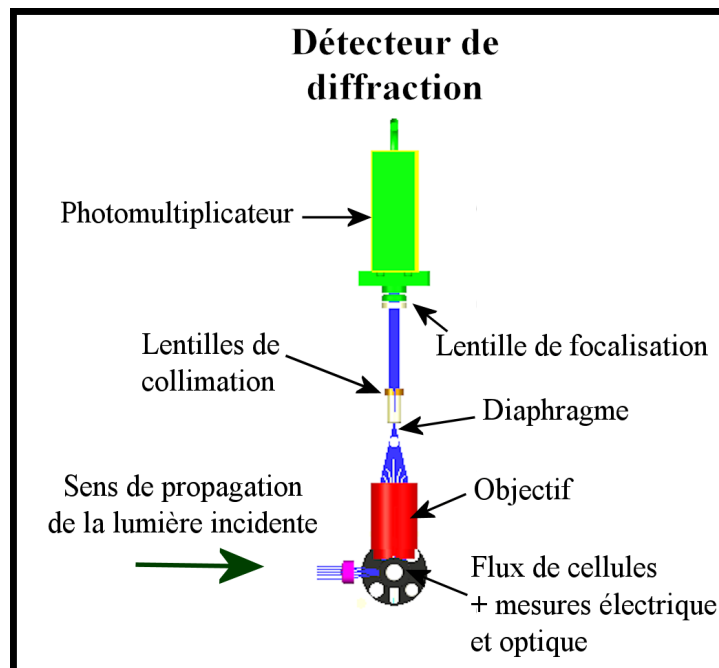 Détecteur de
diffraction
Photomultiplicateur
Lentille de focalisation
Lentilles de
collimation
Diaphragme
Sens de propagation
de la lumière incidente
Objectif
Flux de cellules
+ mesures électrique
et optique